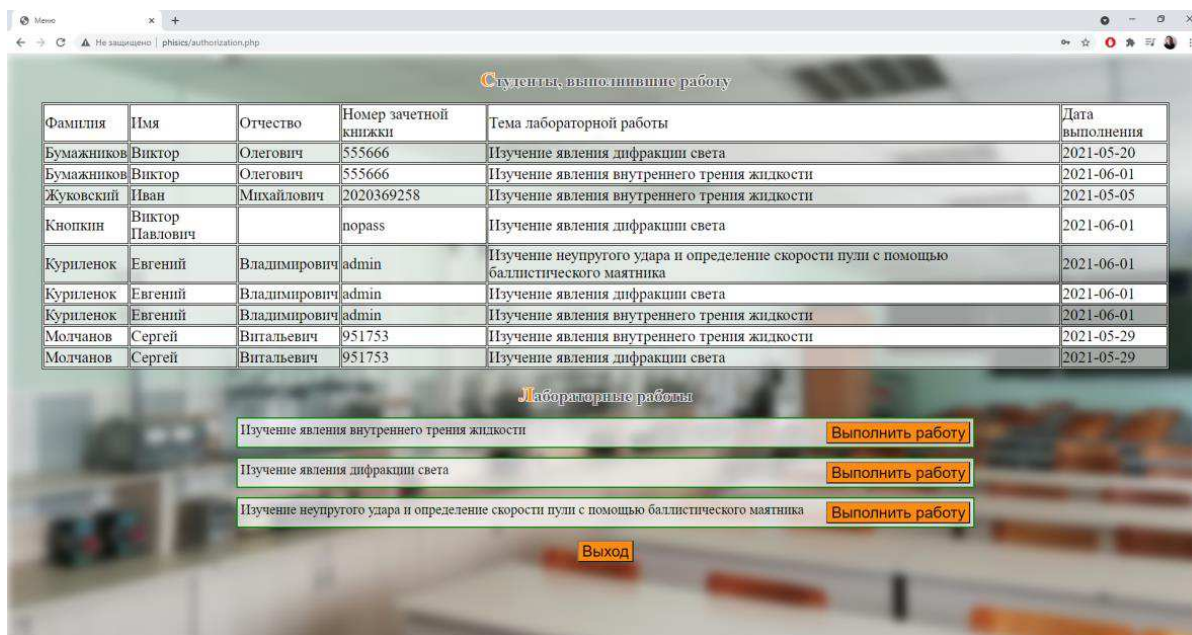 Меню
Не защищено | phisics/authorization.php
Студенты, выполнившие работу
Фамилия Имя Отчество Номер зачетной книжки Тема лабораторной работы Дата выполнения
Бумажников Виктор Олегович 555666 Изучение явления дифракции света 2021-05-20
Бумажников Виктор Олегович 555666 Изучение явления внутреннего трения жидкости 2021-06-01
Жуковский Иван Михайлович 2020369258 Изучение явления внутреннего трения жидкости 2021-05-05
Кнопкин Виктор Павлович nopass Изучение явления дифракции света 2021-06-01
Куриленок Евгений Владимирович admin Изучение неупругого удара и определение скорости пули с помощью баллистического маятника 2021-06-01
Куриленок Евгений Владимирович admin Изучение явления дифракции света 2021-06-01
Куриленок Евгений Владимирович admin Изучение явления внутреннего трения жидкости 2021-06-01
Молчанов Сергей Витальевич 951753 Изучение явления внутреннего трения жидкости 2021-05-29
Молчанов Сергей Витальевич 951753 Изучение явления дифракции света 2021-05-29
Лабораторные работы
Изучение явления внутреннего трения жидкости Выполнить работу
Изучение явления дифракции света Выполнить работу
Изучение неупругого удара и определение скорости пули с помощью баллистического маятника Выполнить работу
Выход